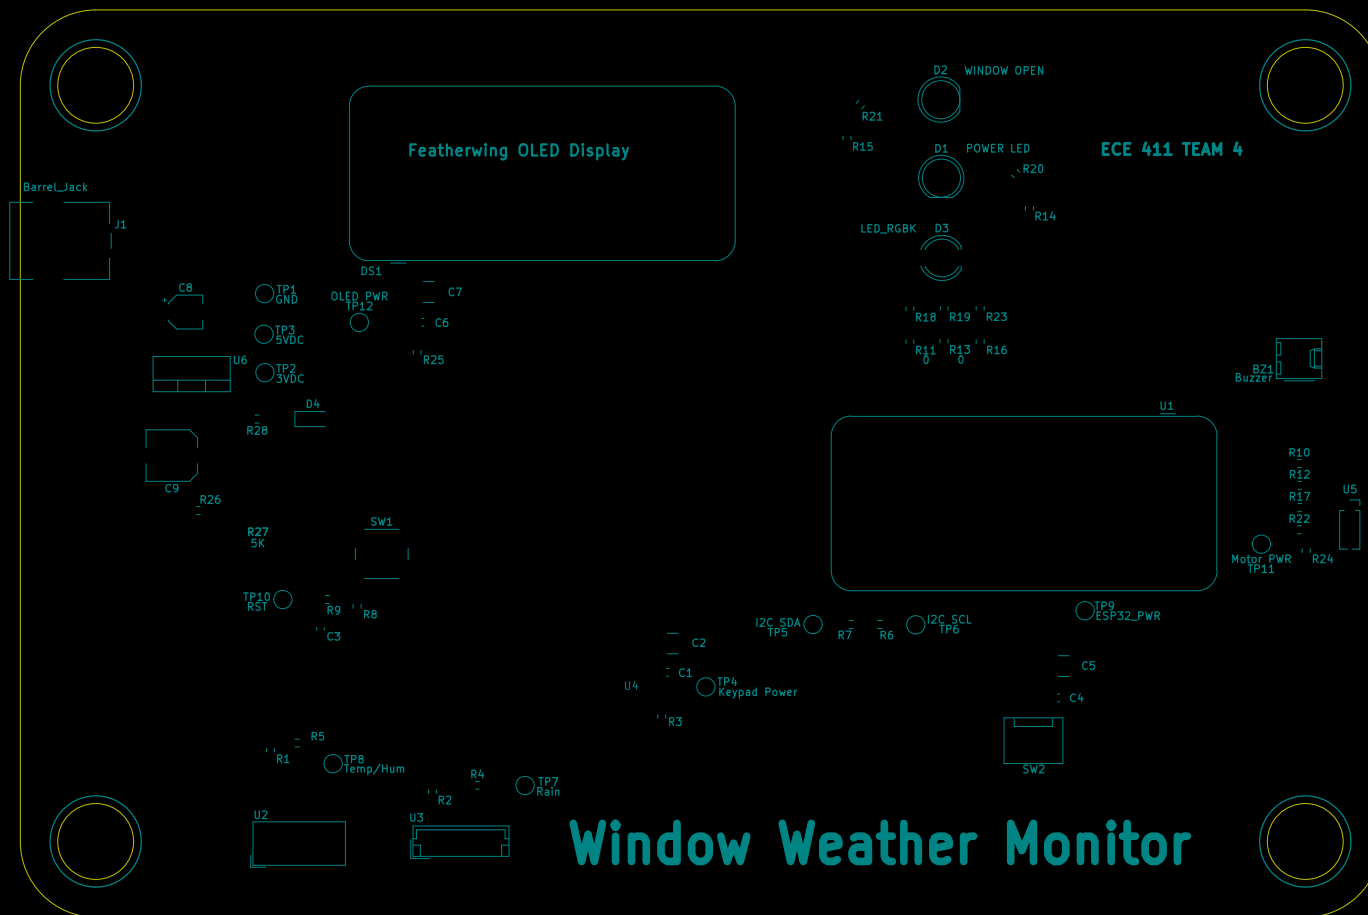 D2 WINDOW OPEN
R21
R15
D1 POWER LED
ECE 411 TEAM 4
Featherwing OLED Display
R20
Barrel_Jack
R14
J1
LED_RGBK D3
DS1
C8
TP1
GND
OLED PWR
TP12
C7
TP3
5VDC
C6
R18 R19 R23
R11 R13 R16
0 0
U6
R25
TP2
3VDC
BZ1
Buzzer
D4
U1
R28
R10
R12
C9
U5
R26
R17
SW1
R22
R27
5K
Motor PWR
TP11
R24
TP10
RST
R9
R8
TP9
ESP32_PWR
C3
I2C_SDA
TP5
R7
R6
I2C_SCL
TP6
C2
C1
C5
U4
TP4
Keypad Power
C4
R3
R5
R1
TP8
Temp/Hum
SW2
R4
TP7
Rain
R2
U2
U3
Window Weather Monitor